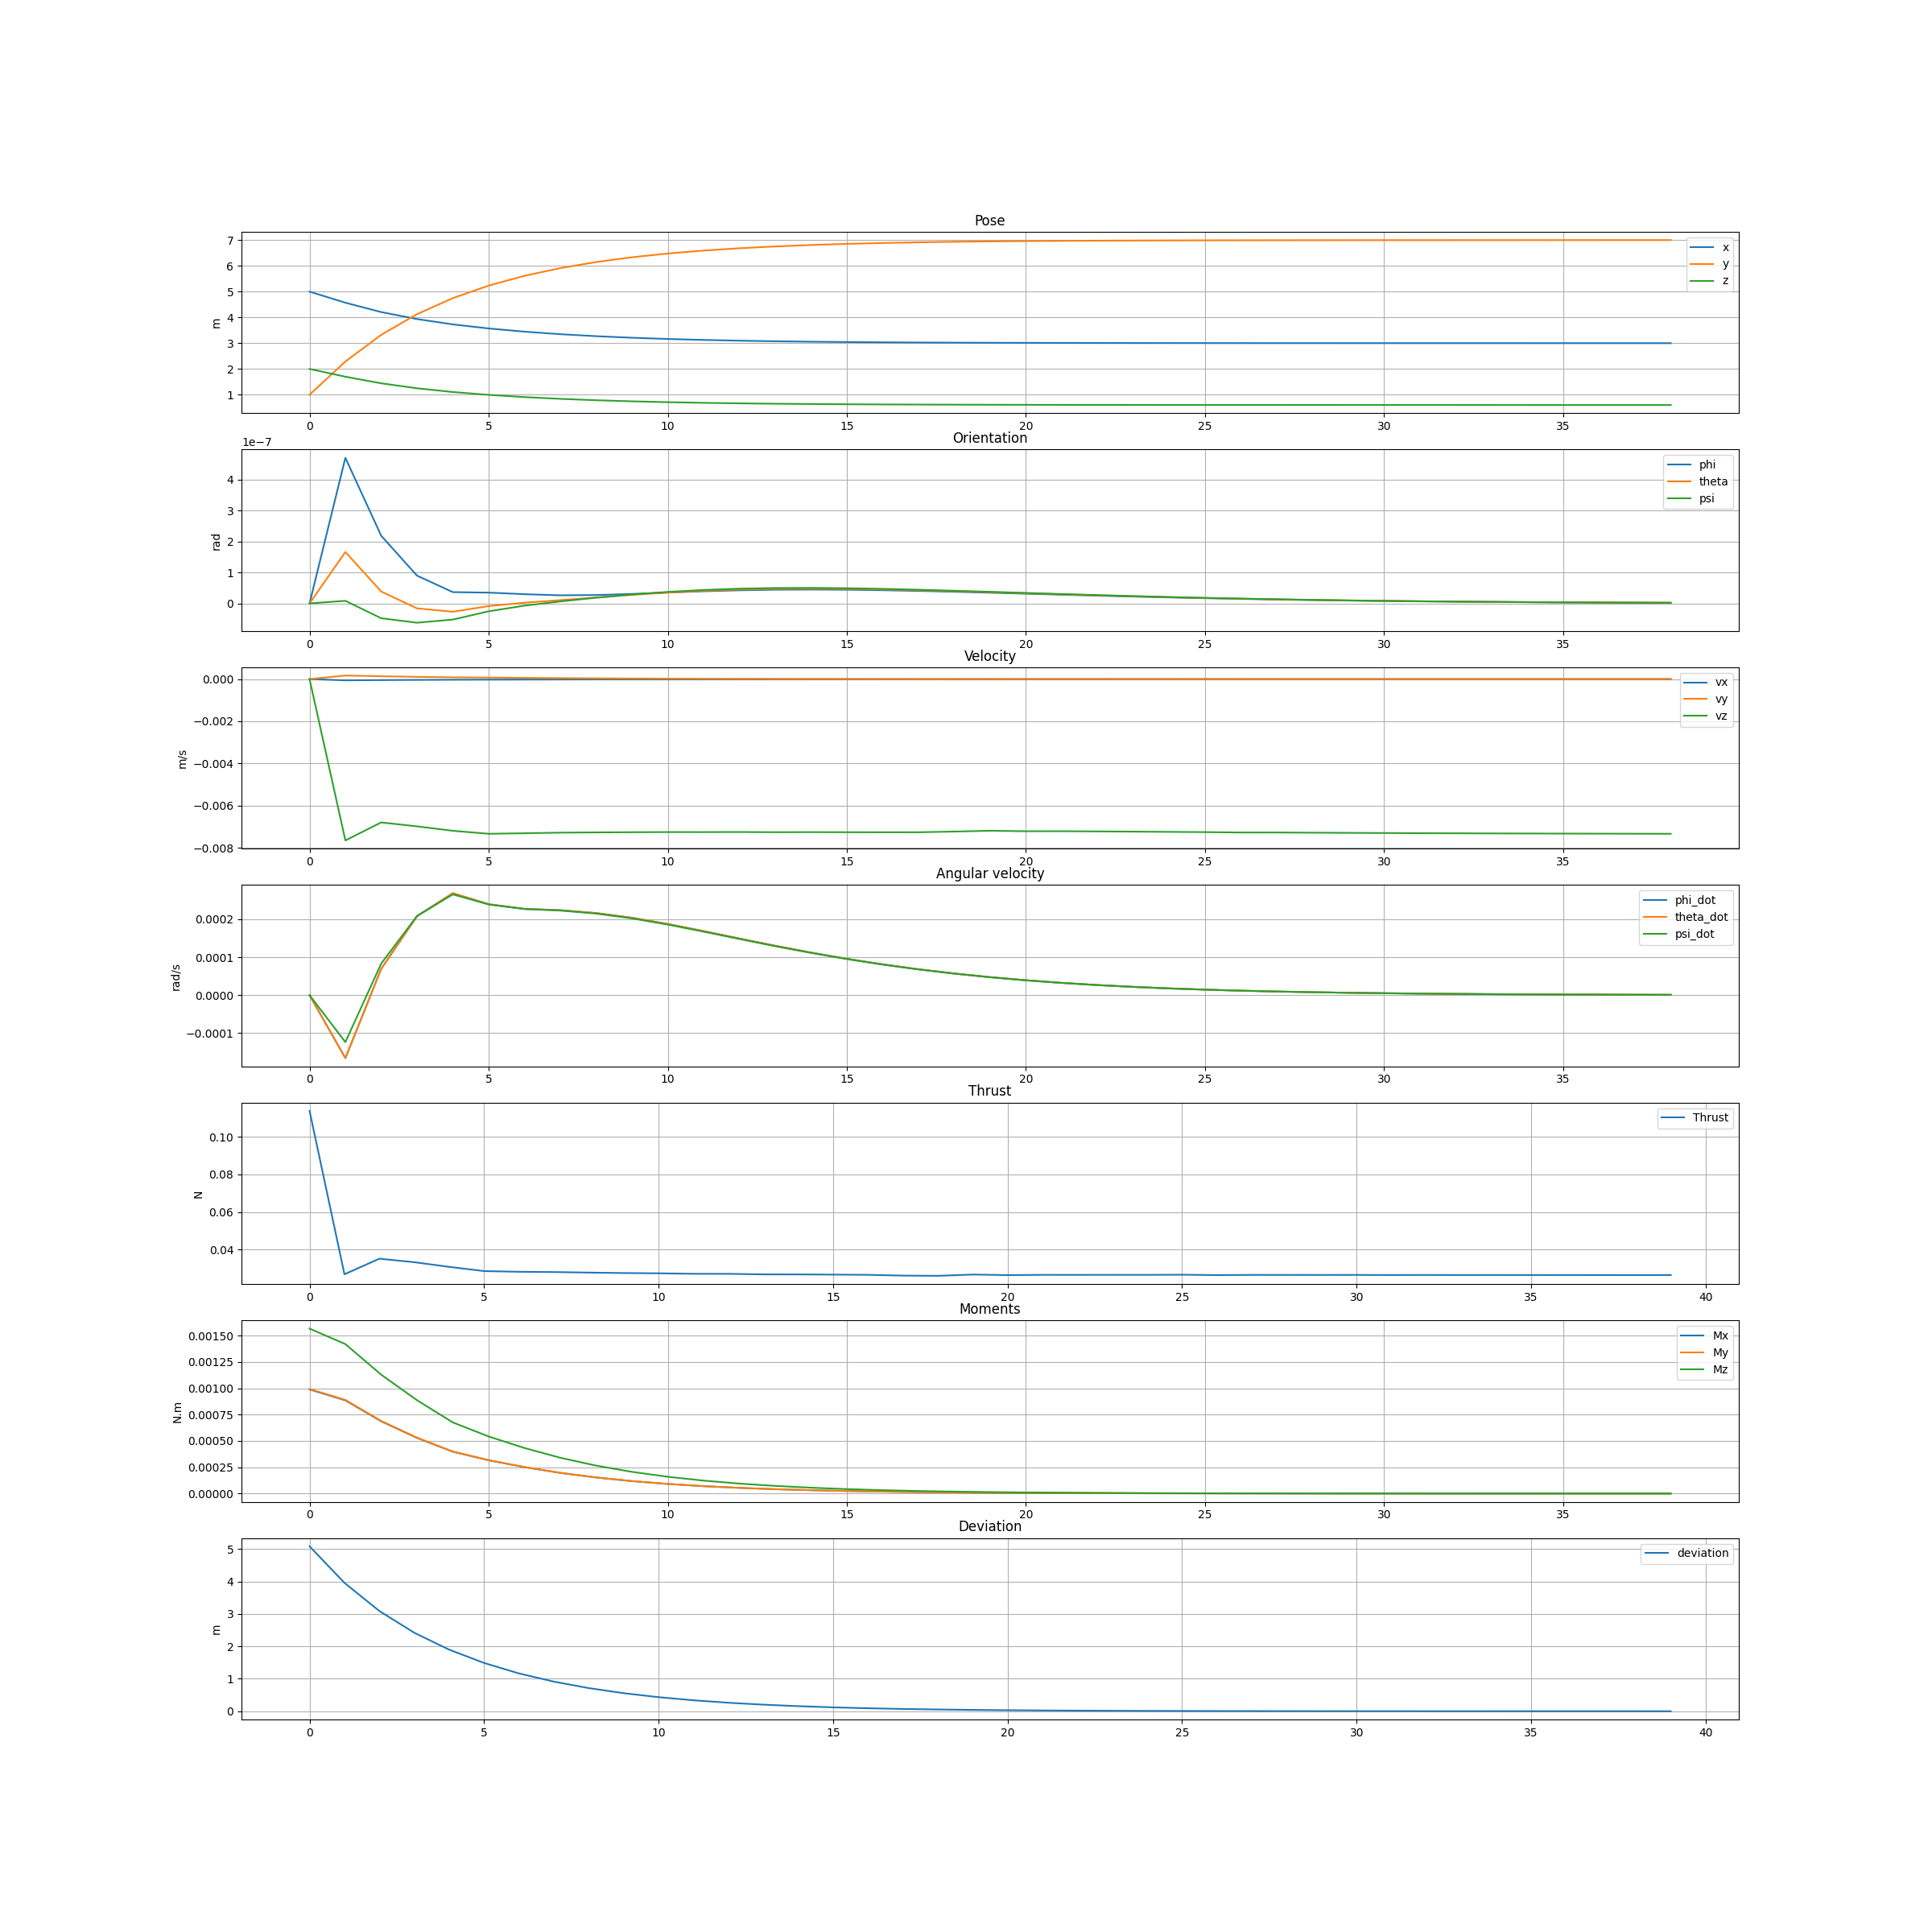 Pose
7
6
5
4
3
2
1
m
x
y
z
0 5 10 15 20 25 30 35
Orientation
1e−7
4
3
2
1
0
rad
phi
theta
psi
0 5 10 15 20 25 30 35
Velocity
0.000
−0.002
−0.004
−0.006
−0.008
m/s
vx
vy
vz
0 5 10 15 20 25 30 35
Angular velocity
0.0002
0.0001
0.0000
−0.0001
rad/s
phi_dot
theta_dot
psi_dot
0 5 10 15 20 25 30 35
Thrust
0.10
0.08
0.06
0.04
N
Thrust
0 5 10 15 20 25 30 35 40
Moments
0.00150
0.00125
0.00100
0.00075
0.00050
0.00025
0.00000
N.m
Mx
My
Mz
0 5 10 15 20 25 30 35
Deviation
5
4
3
2
1
0
m
deviation
0 5 10 15 20 25 30 35 40